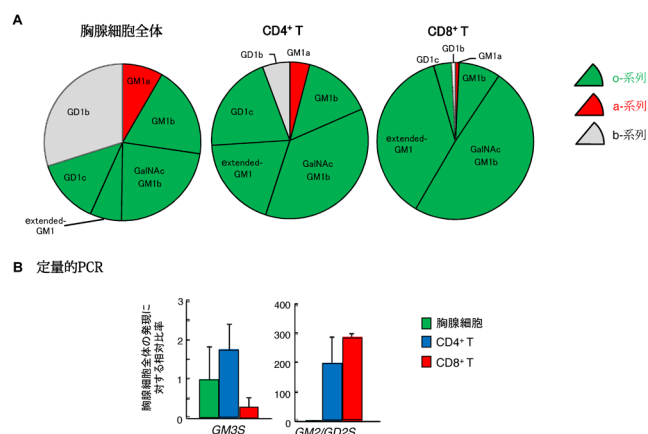 A
胸腺細胞全体
CD4⁺ T
CD8⁺ T
GM1a
GM1b
GalNAc
GM1b
extended-
GM1
GD1c
GD1b
GD1b
GM1a
GM1b
GalNAc
GM1b
extended-
GM1
GD1c
GD1b
GM1a
GD1c
GM1b
GalNAc
GM1b
extended-
GM1
o-系列
a-系列
b-系列
B 定量的PCR
胸腺細胞全体の発現に
対する相対比率
3
2
1
0
GM3S
400
300
200
100
0
GM2/GD2S
胸腺細胞
CD4⁺ T
CD8⁺ T